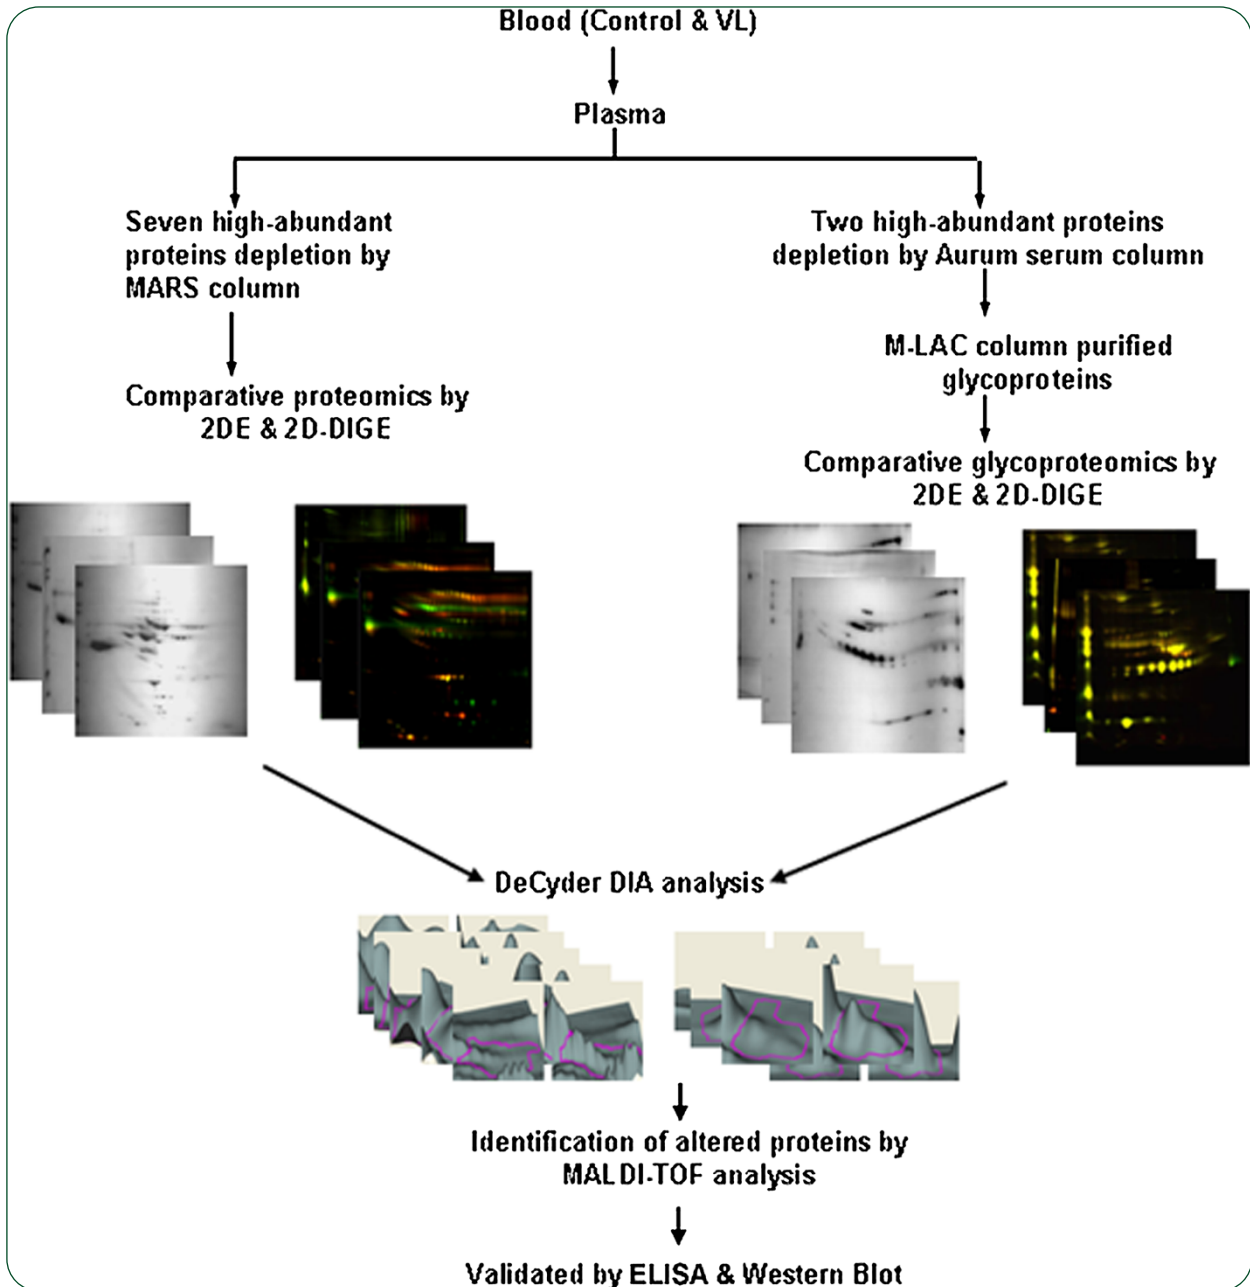 Blood (Control & VL)
Plasma
Seven high-abundant
proteins depletion by
MARS column
Comparative proteomics by
2DE & 2D-DIGE
Two high-abundant proteins
depletion by Aurum serum column
M-LAC column purified
glycoproteins
Comparative glycoproteomics by
2DE & 2D-DIGE
DeCyder DIA analysis
Identification of altered proteins by
MALDI-TOF analysis
Validated by ELISA & Western Blot